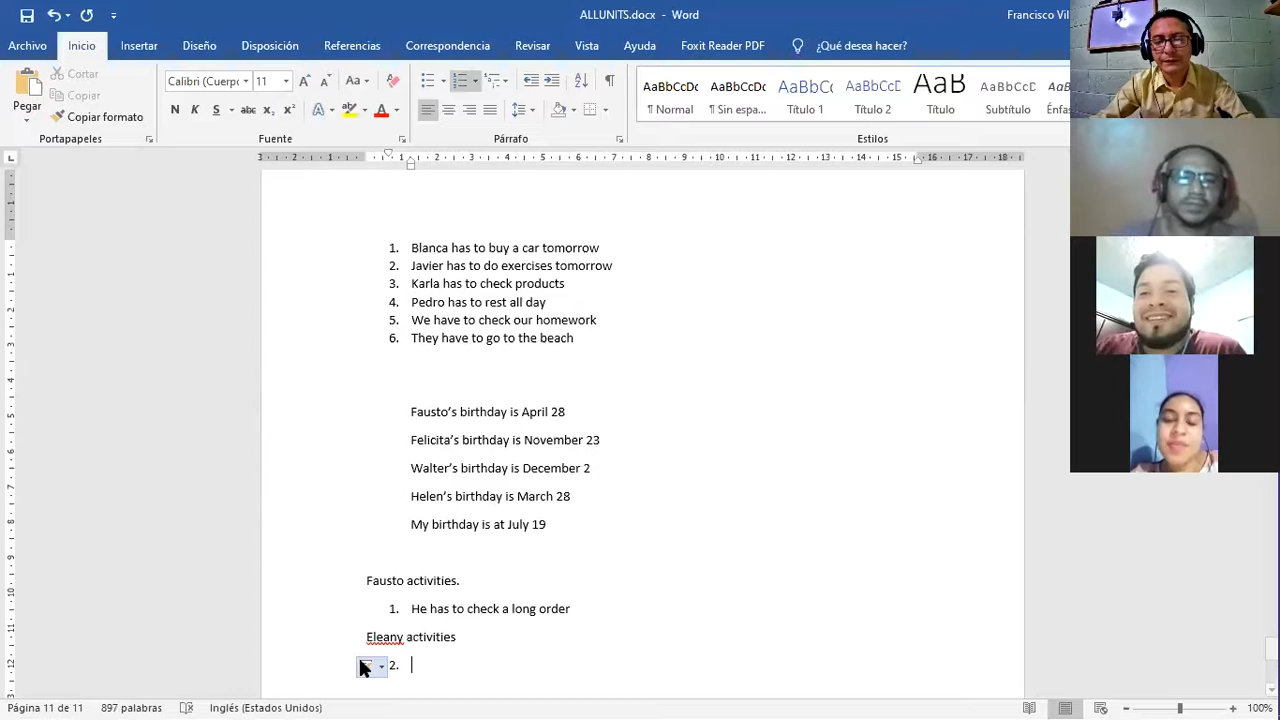 ALLUNITS.docx - Word
Francisco Vil
Archivo Inicio Insertar Diseño Disposición Referencias Correspondencia Revisar Vista Ayuda Foxit Reader PDF ¿Qué desea hacer?
Pegar
Cortar
Copiar
Copiar formato
Calibri (Cuerpo 11
Portapapeles Fuente Párrafo Estilos
AaBbCcDc AaBbCcDc AaBbC AaBbCcD AaB AaBbCcD
¶ Normal ¶ Sin espa... Título 1 Título 2 Título Subtítulo
1. Blanca has to buy a car tomorrow
2. Javier has to do exercises tomorrow
3. Karla has to check products
4. Pedro has to rest all day
5. We have to check our homework
6. They have to go to the beach
Fausto’s birthday is April 28
Felicita’s birthday is November 23
Walter’s birthday is December 2
Helen’s birthday is March 28
My birthday is at July 19
Fausto activities.
1. He has to check a long order
Eleany activities
2.
Página 11 de 11 897 palabras Inglés (Estados Unidos) 100%